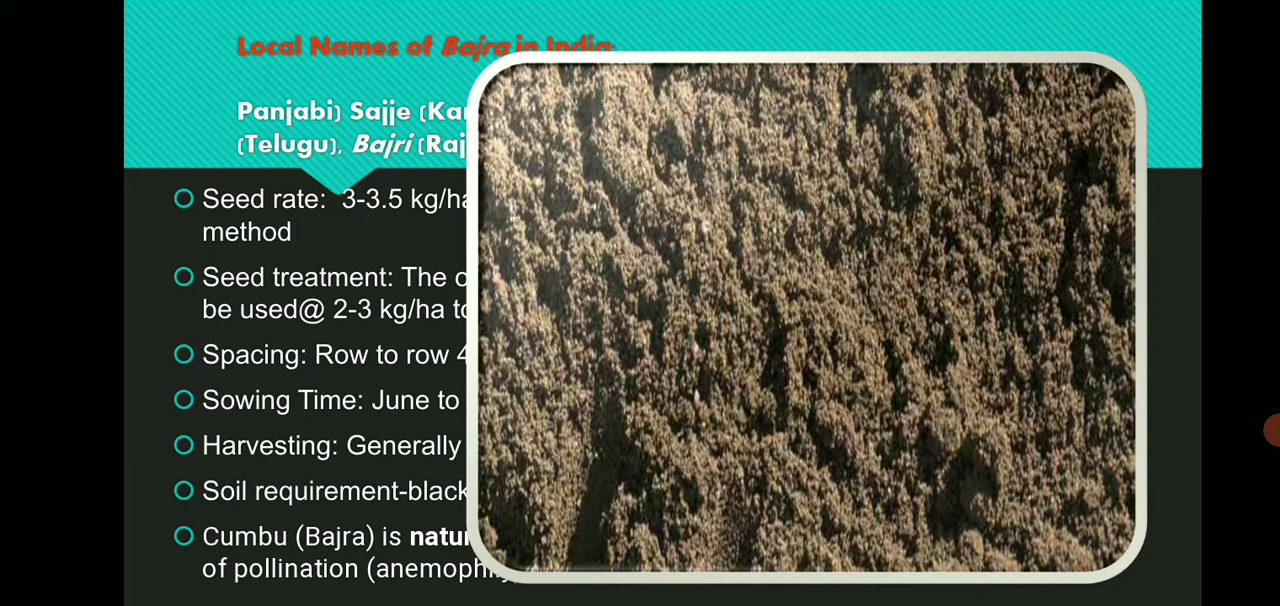 Local Names of Bajra in India:
Panjabi) Sajje (Kan
(Telugu), Bajri (Raj
Seed rate: 3-3.5 kg/ha
method
Seed treatment: The o
be used@ 2-3 kg/ha to
Spacing: Row to row 4
Sowing Time: June to
Harvesting: Generally
Soil requirement-black
Cumbu (Bajra) is natur
of pollination (anemophily)